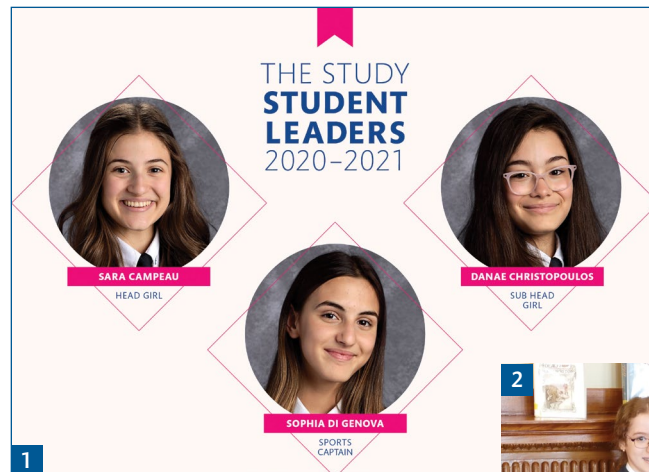 THE STUDY
STUDENT
LEADERS
2020–2021
SARA CAMPEAU
HEAD GIRL
DANAE CHRISTOPOULOS
SUB HEAD
GIRL
SOPHIA DI GENOVA
SPORTS
CAPTAIN
1
2